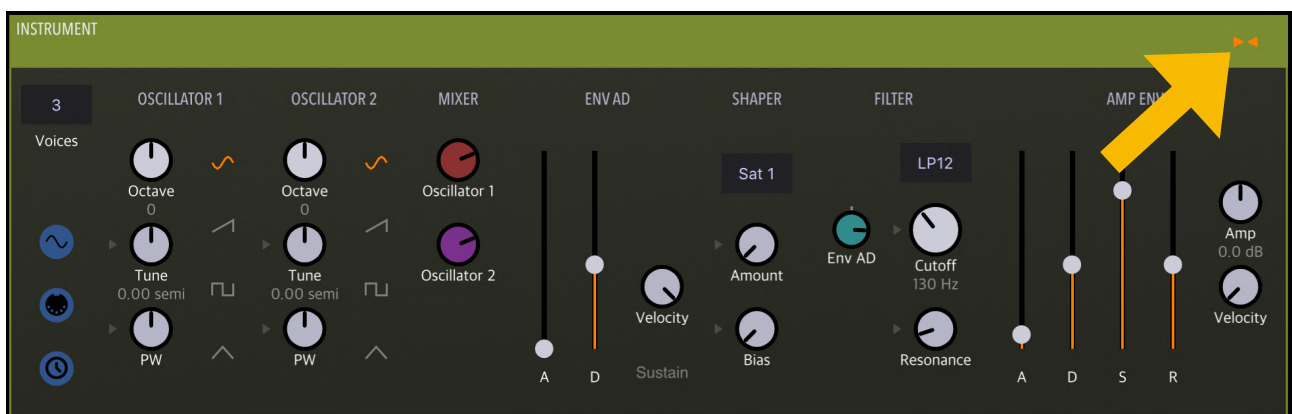 INSTRUMENT
3
Voices
OSCILLATOR 1
Octave
0
Tune
0.00 semi
PW
OSCILLATOR 2
Octave
0
Tune
0.00 semi
PW
MIXER
Oscillator 1
Oscillator 2
ENV AD
A
D
Velocity
Sustain
SHAPER
Sat 1
Amount
Bias
FILTER
LP12
Env AD
Cutoff
130 Hz
Resonance
AMP
A
D
S
R
Amp
0.0 dB
Velocity